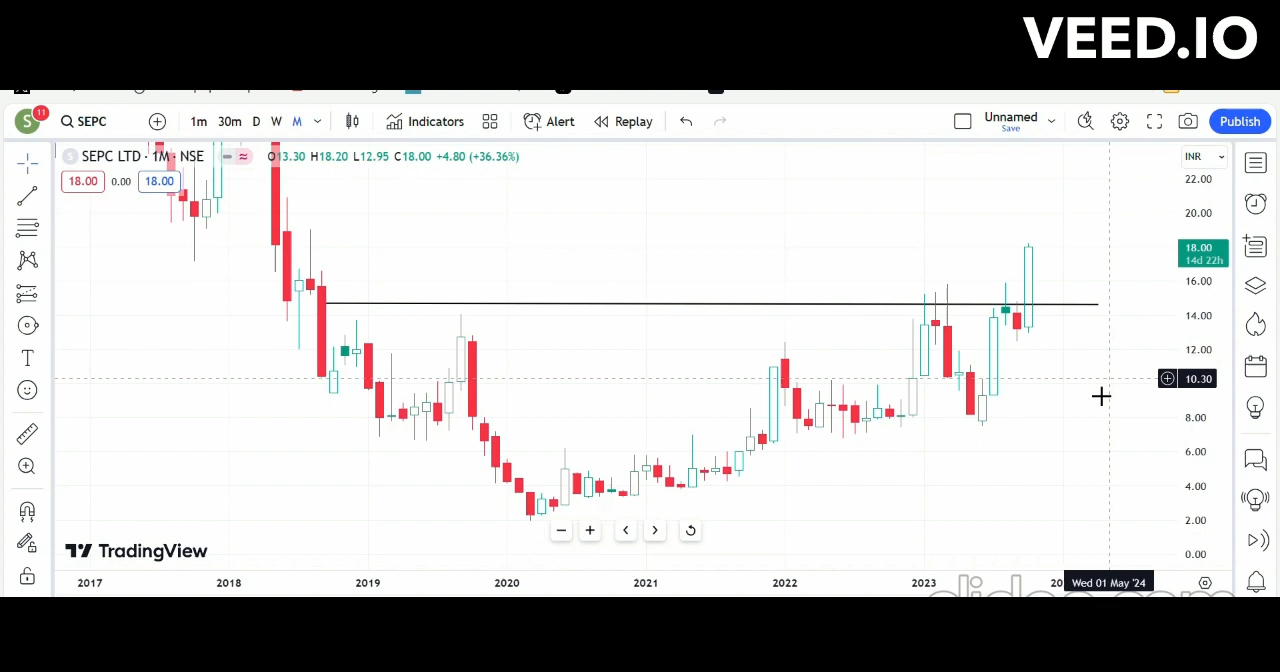 VEED.IO
S 11 SEPC 1m 30m D W M Indicators Alert Replay Unnamed Save Publish
S SEPC LTD · 1M · NSE O13.30 H18.20 L12.95 C18.00 +4.80 (+36.36%) INR
18.00 0.00 18.00
22.00
20.00
18.00
14d 22h
16.00
14.00
12.00
10.30
8.00
6.00
4.00
2.00
0.00
TradingView
2017 2018 2019 2020 2021 2022 2023 Wed 01 May '24